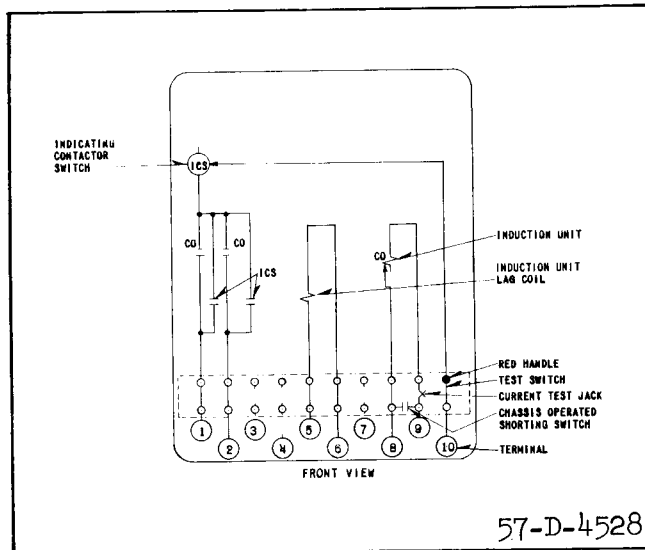 INDICATING
CONTACTOR
SWITCH
ICS
CO
CO
ICS
CO
INDUCTION UNIT
INDUCTION UNIT
LAG COIL
RED HANDLE
TEST SWITCH
CURRENT TEST JACK
CHASSIS OPERATED
SHORTING SWITCH
TERMINAL
1
2
3
4
5
6
7
8
9
10
FRONT VIEW
57-D-4528